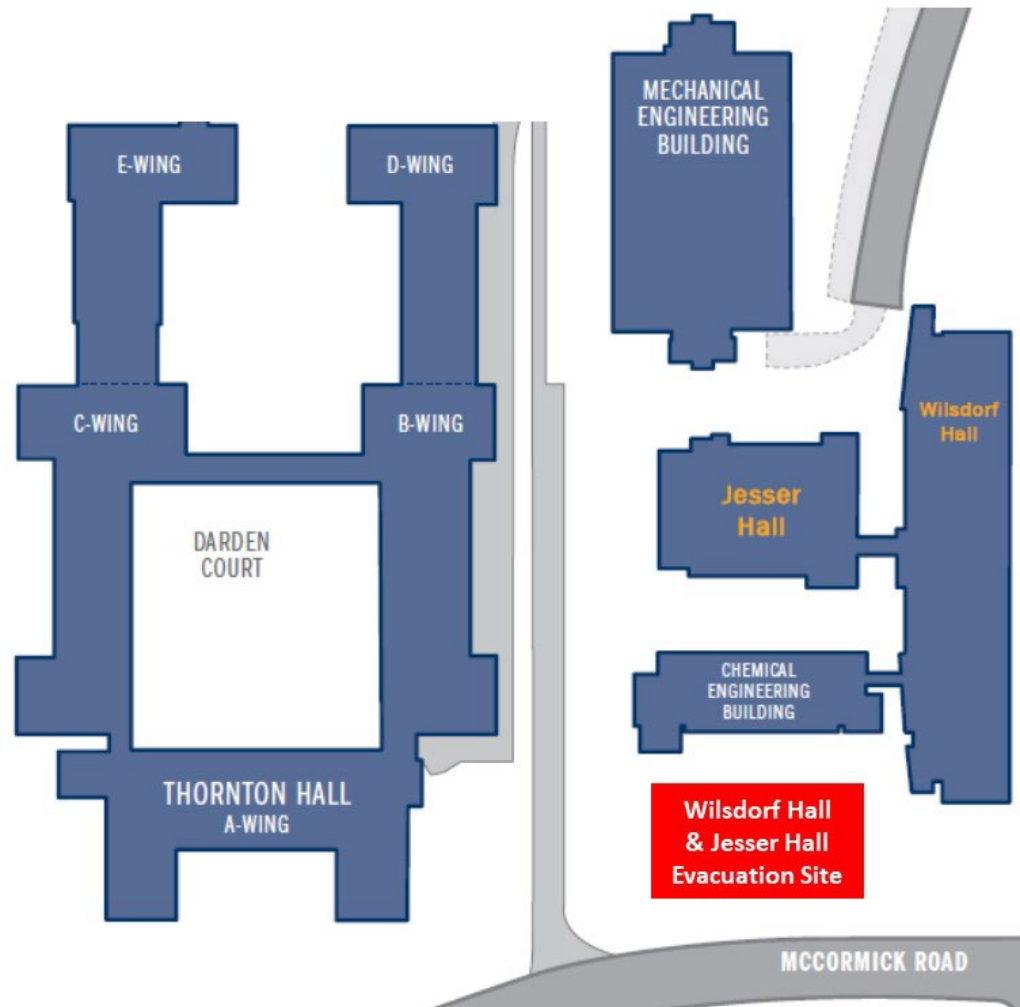 MECHANICAL
ENGINEERING
BUILDING
E-WING
D-WING
C-WING
B-WING
Wilsdorf
Hall
Jesser
Hall
DARDEN
COURT
CHEMICAL
ENGINEERING
BUILDING
THORNTON HALL
A-WING
Wilsdorf Hall
& Jesser Hall
Evacuation Site
MCCORMICK ROAD